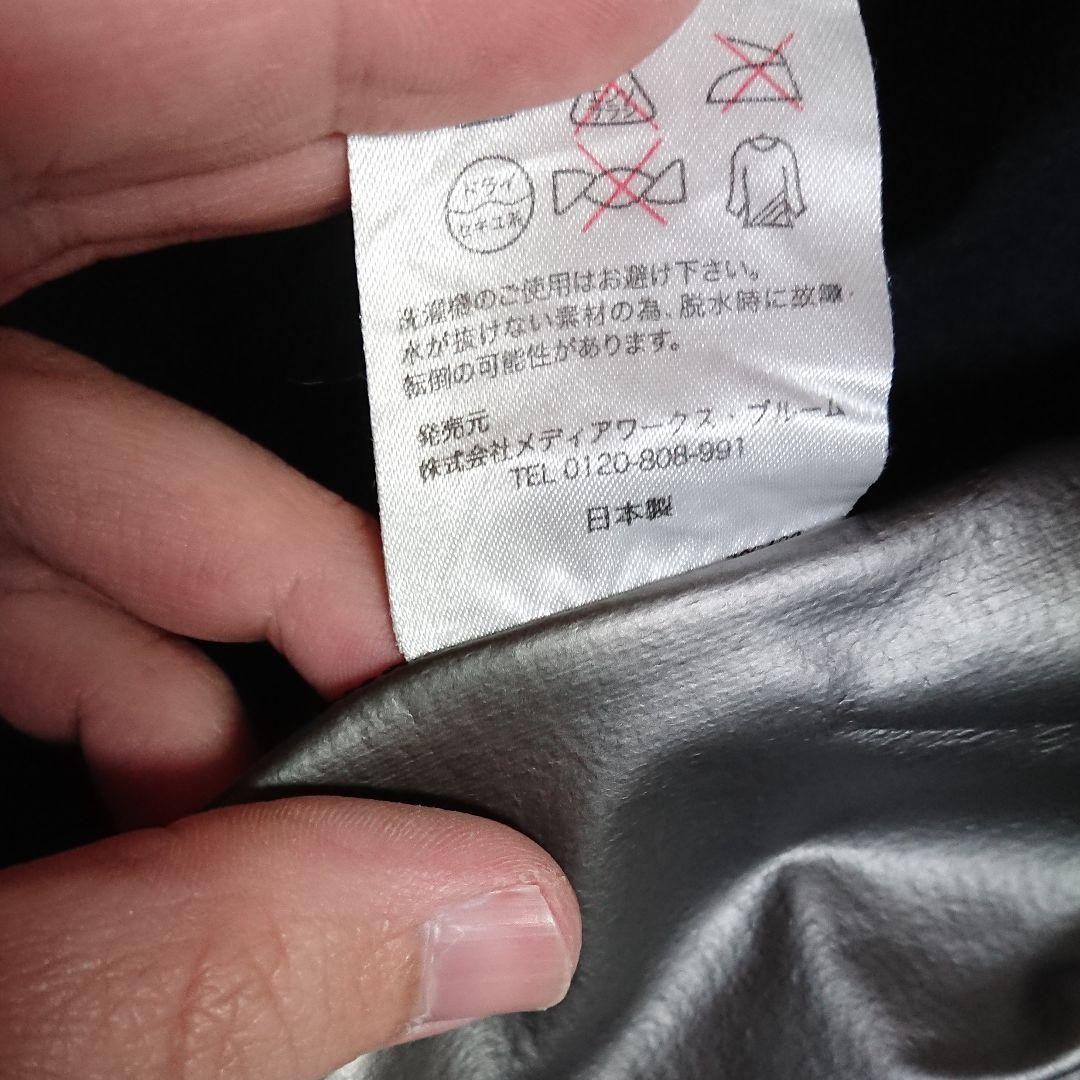 ドライ
セキユ系
洗濯機のご使用はお避け下さい。
水が抜けない素材の為、脱水時に故障・
転倒の可能性があります。
発売元
株式会社メディアワークス・ブルーム
TEL 0120-808-991
日本製